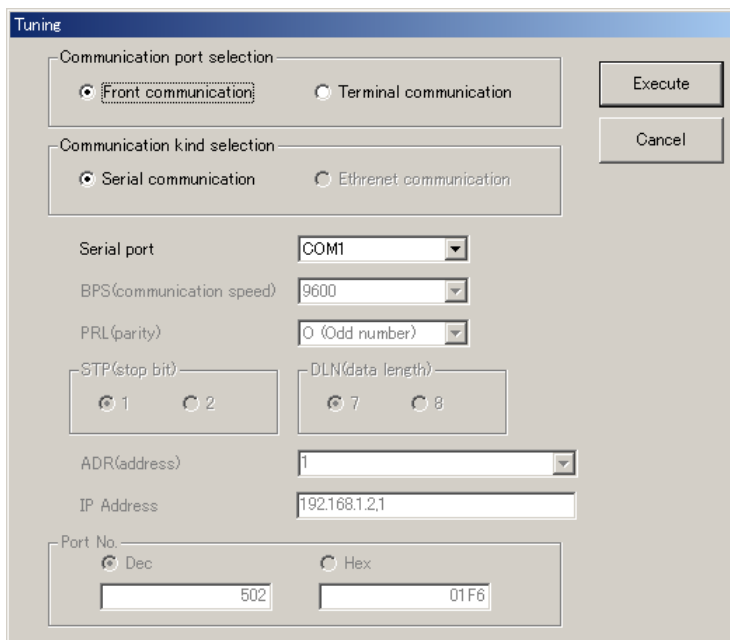 Tuning
Communication port selection
Front communication
Terminal communication
Execute
Communication kind selection
Cancel
Serial communication
Ethrenet communication
Serial port
COM1
BPS(communication speed)
9600
PRL(parity)
O (Odd number)
STP(stop bit)
DLN(data length)
1
2
7
8
ADR(address)
1
IP Address
192.168.1.2,1
Port No.
Dec
Hex
502
01F6